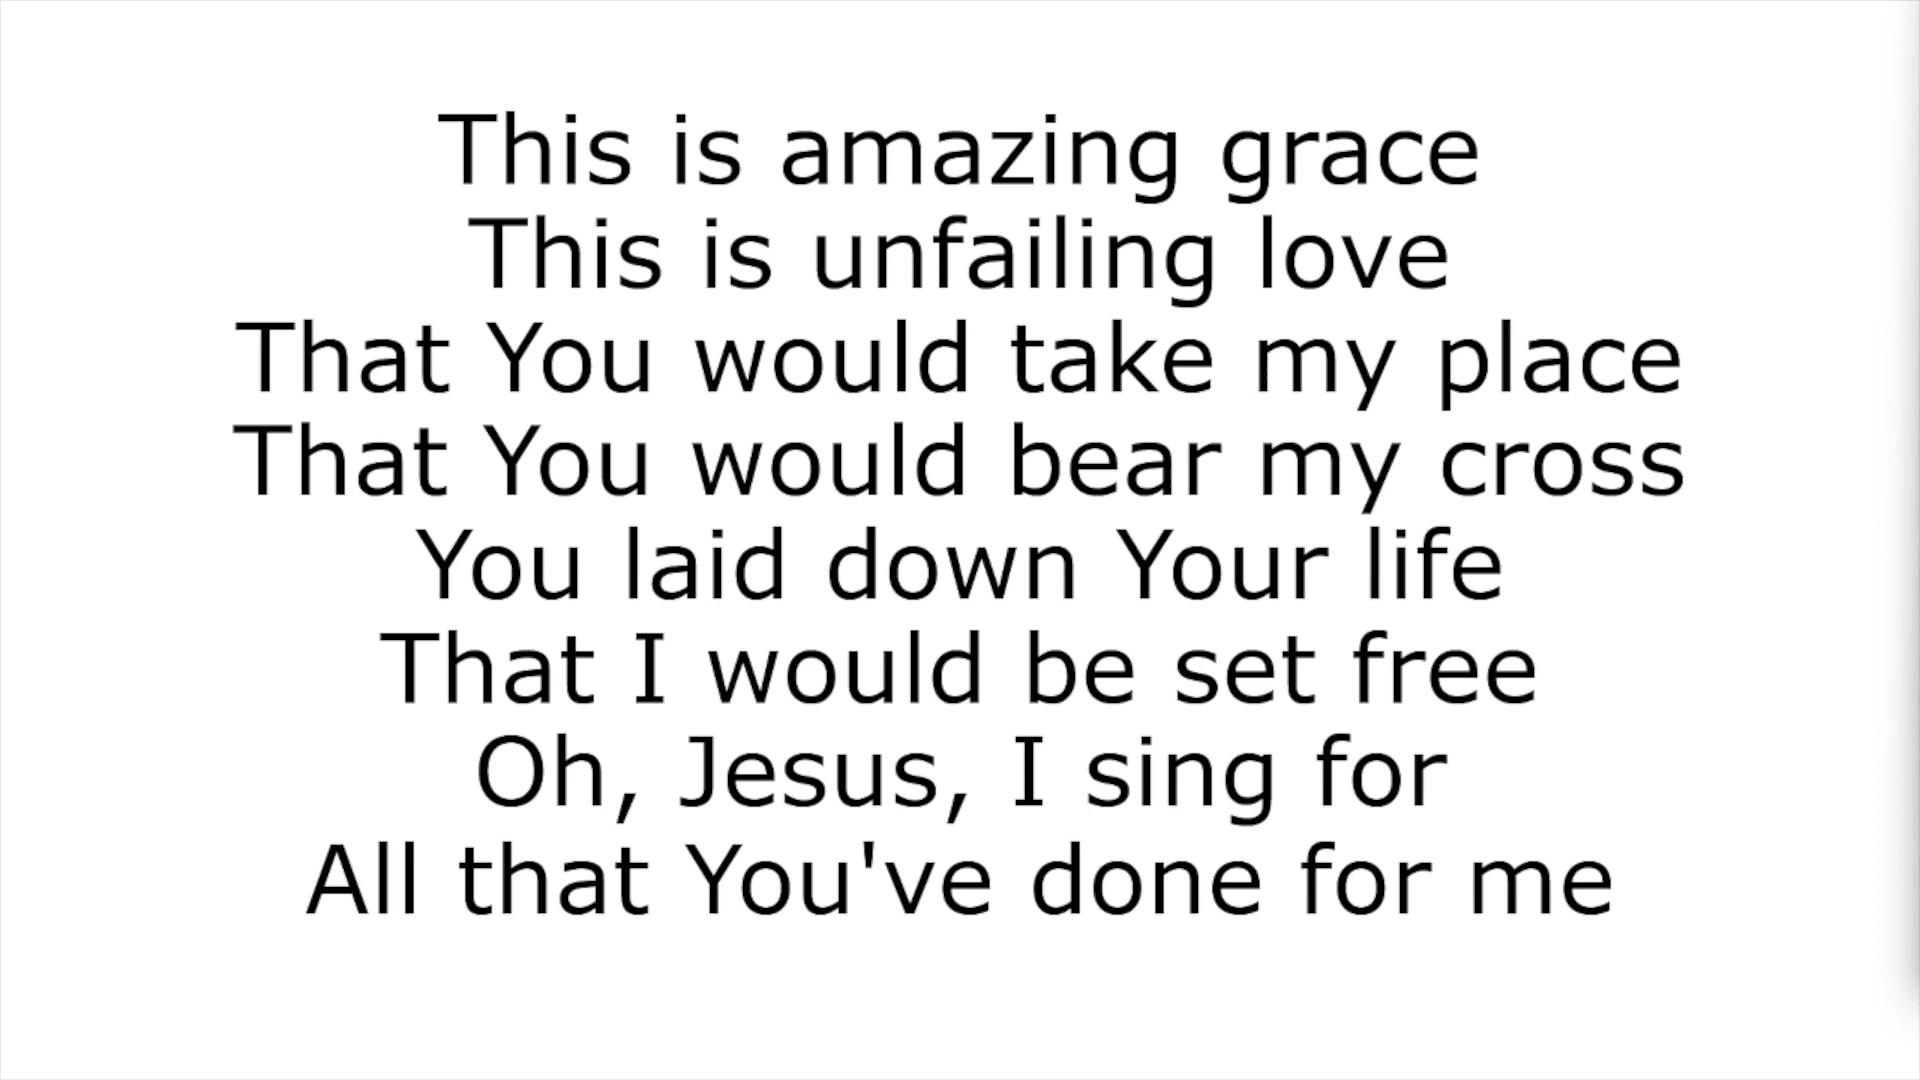 This is amazing grace
This is unfailing love
That You would take my place
That You would bear my cross
You laid down Your life
That I would be set free
Oh, Jesus, I sing for
All that You've done for me